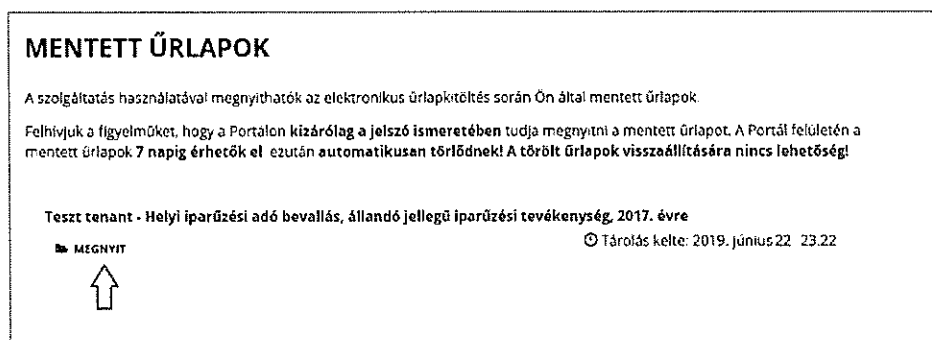 MENTETT ŰRLAPOK
A szolgáltatás használatával megnyithatók az elektronikus űrlapkitöltés során Ön által mentett űrlapok.
Felhívjuk a figyelmüket, hogy a Portálon kizárólag a jelszó ismeretében tudja megnyitni a mentett űrlapot. A Portál felületén a
mentett űrlapok 7 napig érhetők el ezután automatikusan törlődnek! A törölt űrlapok visszaállítására nincs lehetőség!
Teszt tenant - Helyi iparűzési adó bevallás, állandó jellegű iparűzési tevékenység, 2017. évre
MEGNYIT
Tárolás kelte: 2019. június 22 23.22